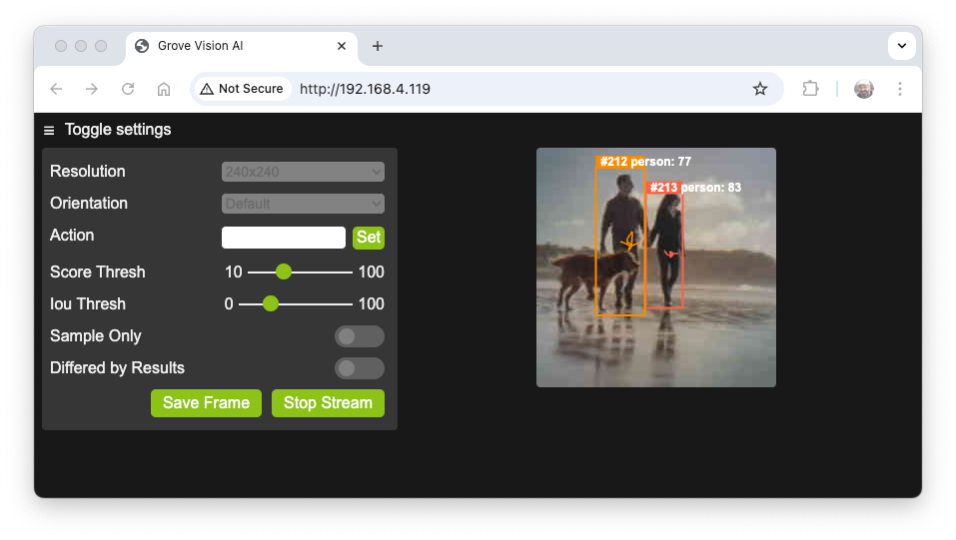 Grove Vision AI
Not Secure http://192.168.4.119
Toggle settings
Resolution 240x240
Orientation Default
Action Set
Score Thresh 10 100
Iou Thresh 0 100
Sample Only
Differed by Results
Save Frame Stop Stream
#212 person: 77
#213 person: 83